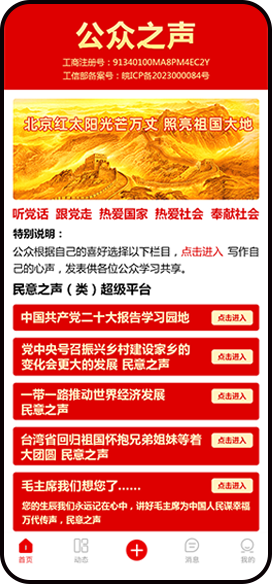 公众之声
工商注册号：91340100MA8PM4EC2Y
工信部备案号：皖ICP备2023000084号
北京红太阳光芒万丈 照亮祖国大地
听党话 跟党走 热爱国家 热爱社会 奉献社会
特别说明：
公众根据自己的喜好选择以下栏目，点击进入 写作自
己的心声，发表供各位公众学习共享。
民意之声（类）超级平台
中国共产党二十大报告学习园地 点击进入
党中央号召振兴乡村建设家乡的
变化会更大的发展 民意之声 点击进入
一带一路推动世界经济发展
民意之声 点击进入
台湾省回归祖国怀抱兄弟姐妹等着
大团圆 民意之声 点击进入
毛主席我们想您了...... 点击进入
您的生辰我们永远记在心中，讲好毛主席为中国人民谋幸福
万代传声，民意之声
首页 动态 消息 我的